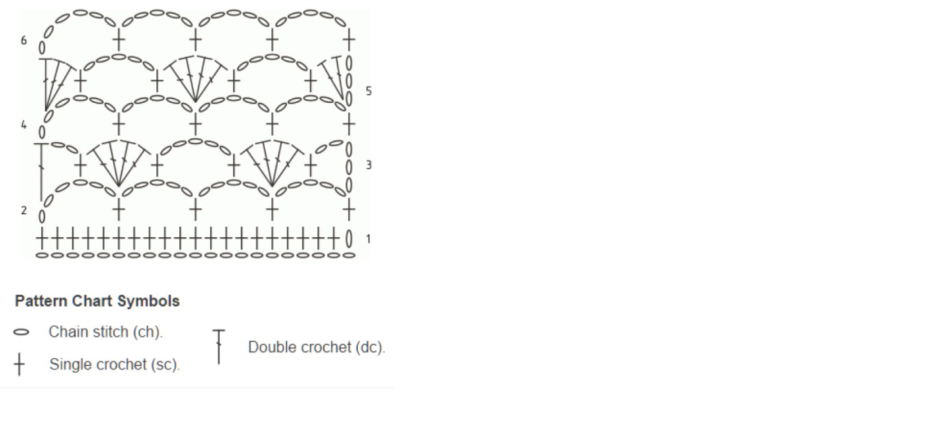 6
5
4
3
2
1
Pattern Chart Symbols
Chain stitch (ch).
Single crochet (sc).
Double crochet (dc).